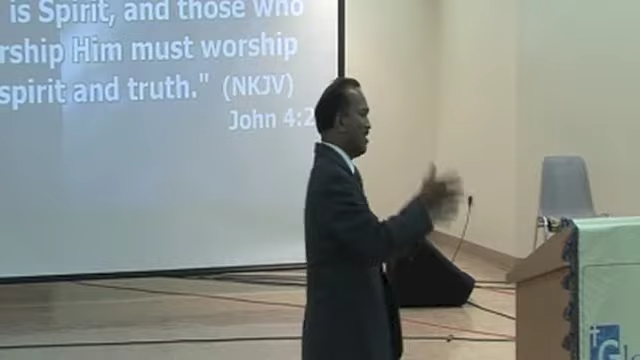 is Spirit, and those who
rship Him must worship
spirit and truth." (NKJV)
John 4:2